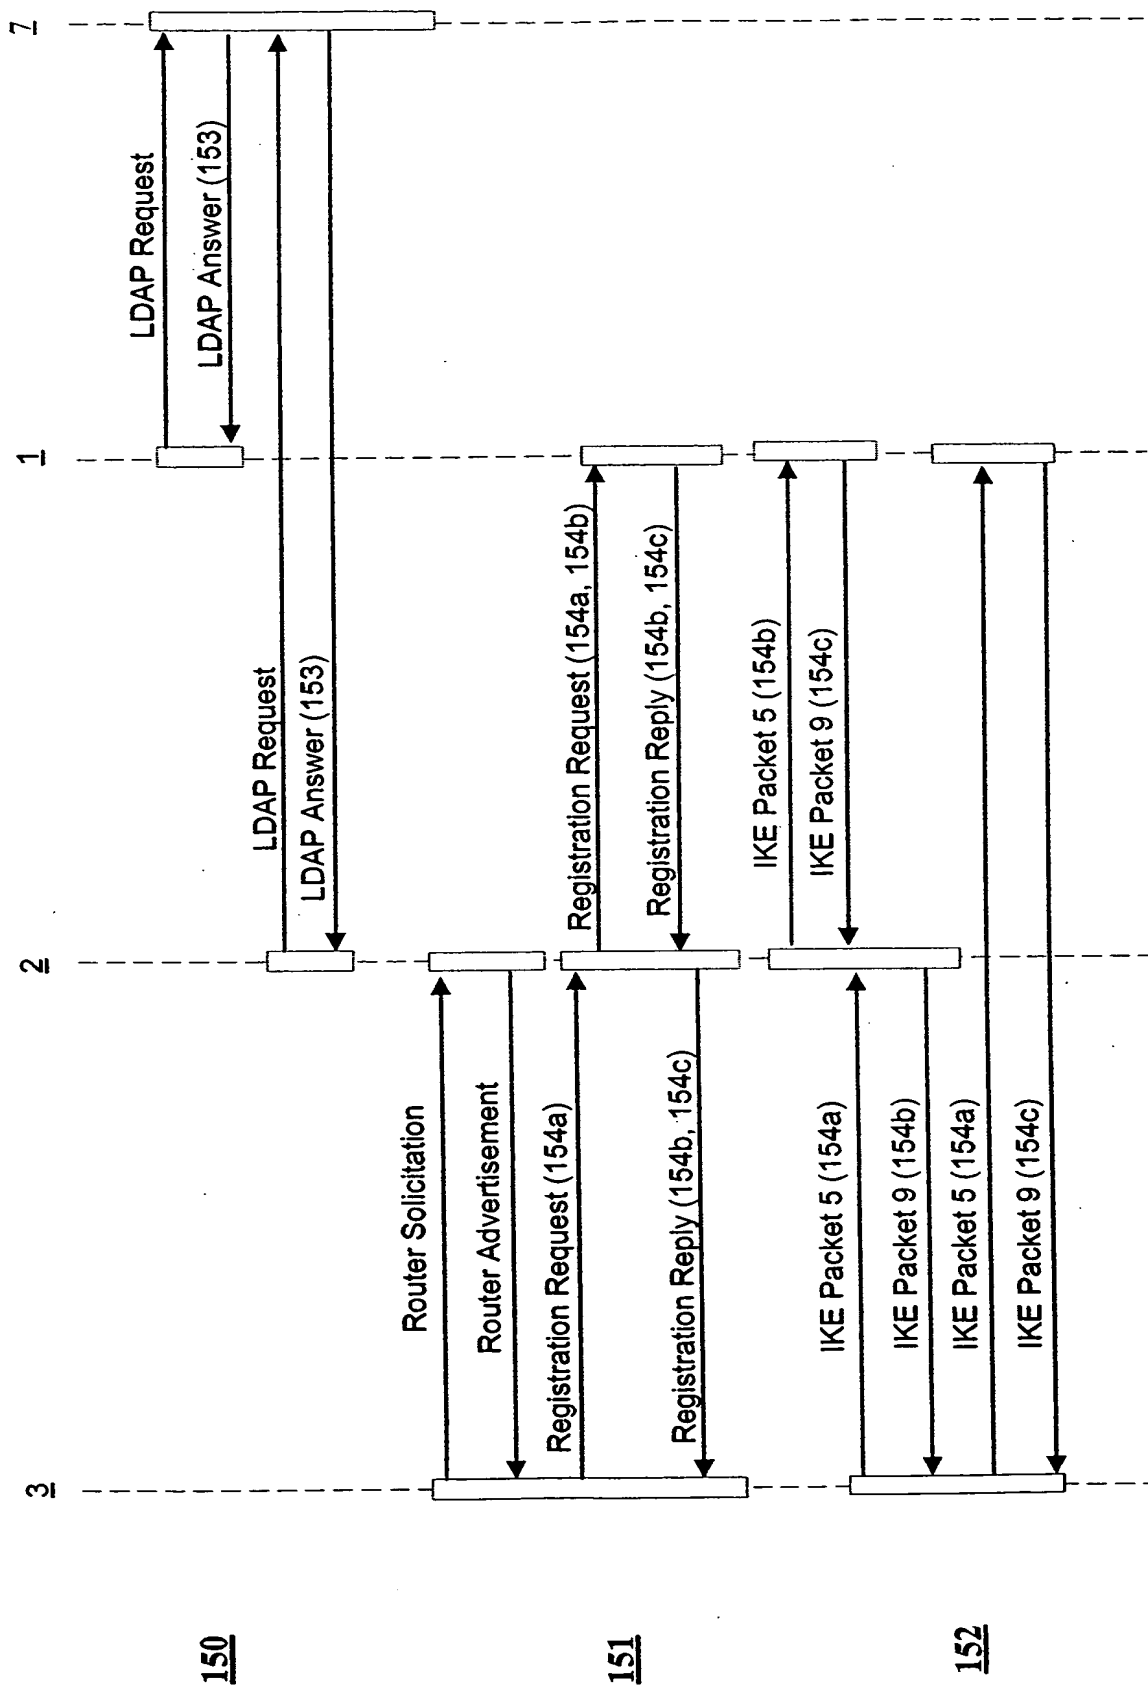 3
2
1
7
150
LDAP Request
LDAP Answer (153)
LDAP Request
LDAP Answer (153)
151
Router Solicitation
Router Advertisement
Registration Request (154a)
Registration Request (154a, 154b)
Registration Reply (154b, 154c)
Registration Reply (154b, 154c)
152
IKE Packet 5 (154b)
IKE Packet 9 (154c)
IKE Packet 5 (154a)
IKE Packet 9 (154b)
IKE Packet 5 (154a)
IKE Packet 9 (154c)